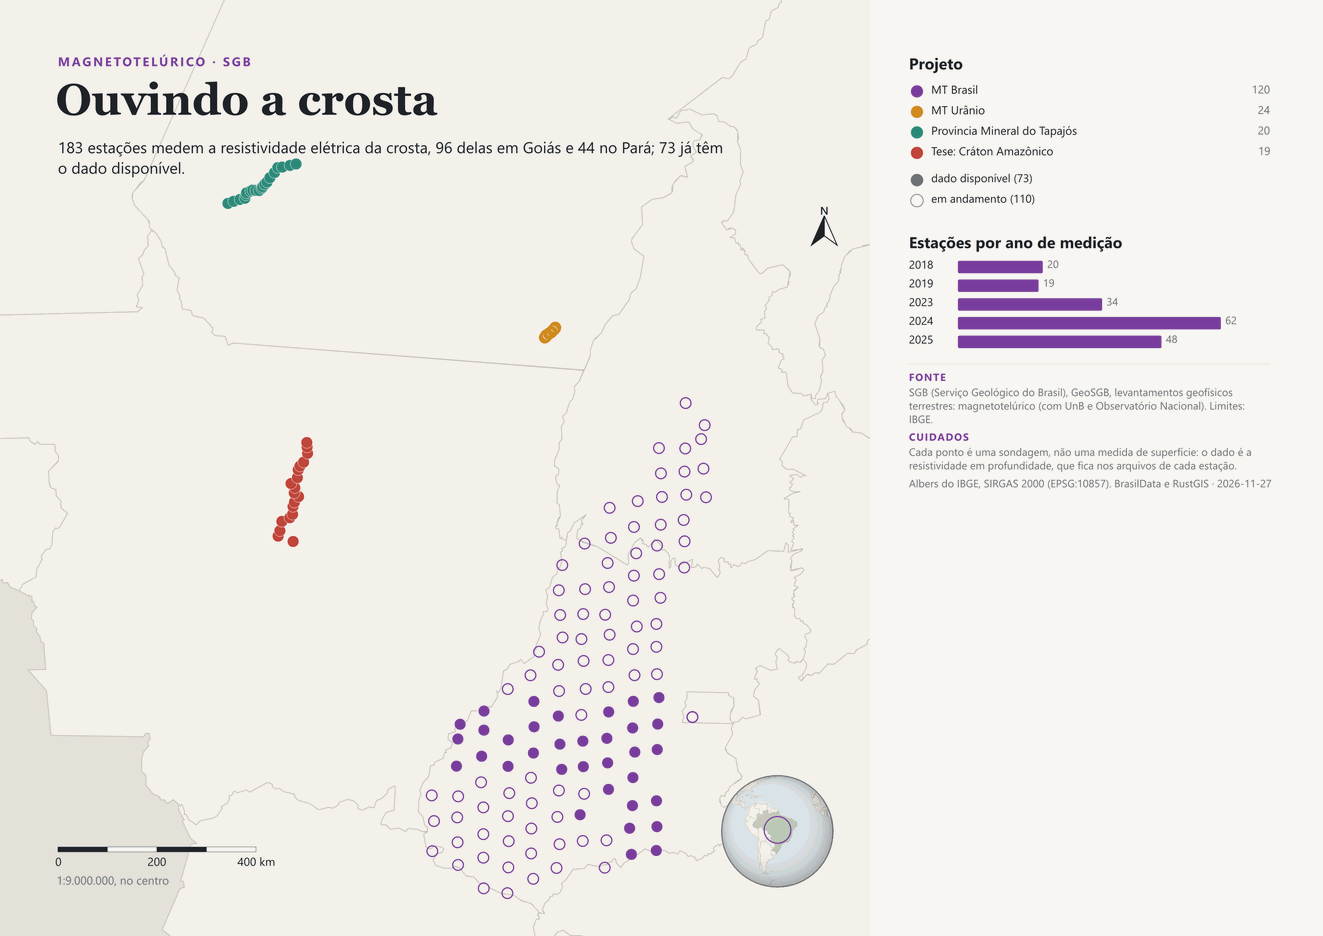 MAGNETOTELÚRICO · SGB
Ouvindo a crosta
183 estações medem a resistividade elétrica da crosta, 96 delas em Goiás e 44 no Pará; 73 já têm
o dado disponível.
N
0 200 400 km
1:9.000.000, no centro
Projeto
MT Brasil 120
MT Urânio 24
Província Mineral do Tapajós 20
Tese: Cráton Amazônico 19
dado disponível (73)
em andamento (110)
Estações por ano de medição
2018 20
2019 19
2023 34
2024 62
2025 48
FONTE
SGB (Serviço Geológico do Brasil), GeoSGB, levantamentos geofísicos
terrestres: magnetotelúrico (com UnB e Observatório Nacional). Limites:
IBGE.
CUIDADOS
Cada ponto é uma sondagem, não uma medida de superfície: o dado é a
resistividade em profundidade, que fica nos arquivos de cada estação.
Albers do IBGE, SIRGAS 2000 (EPSG:10857). BrasilData e RustGIS · 2026-11-27